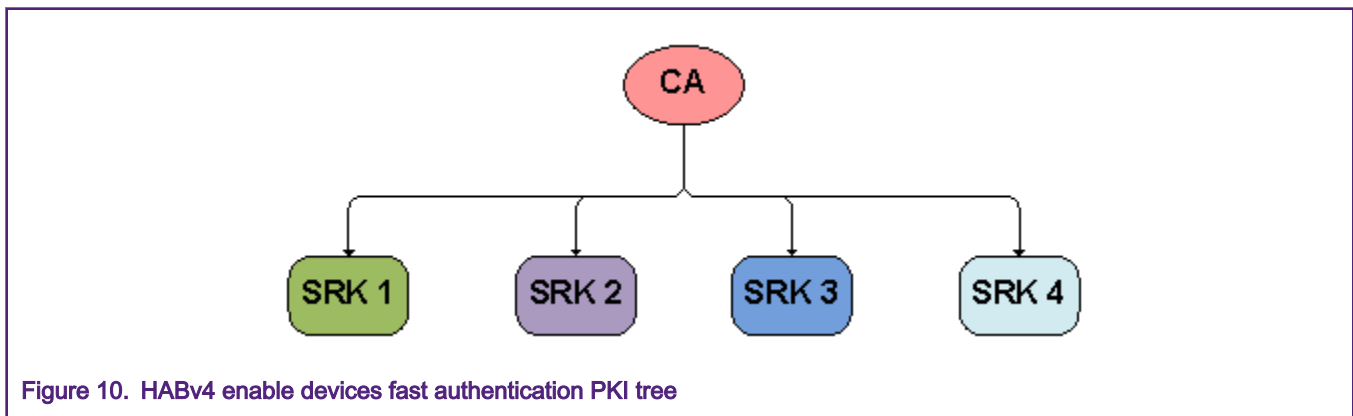 CA
SRK 1
SRK 2
SRK 3
SRK 4
Figure 10. HABv4 enable devices fast authentication PKI tree